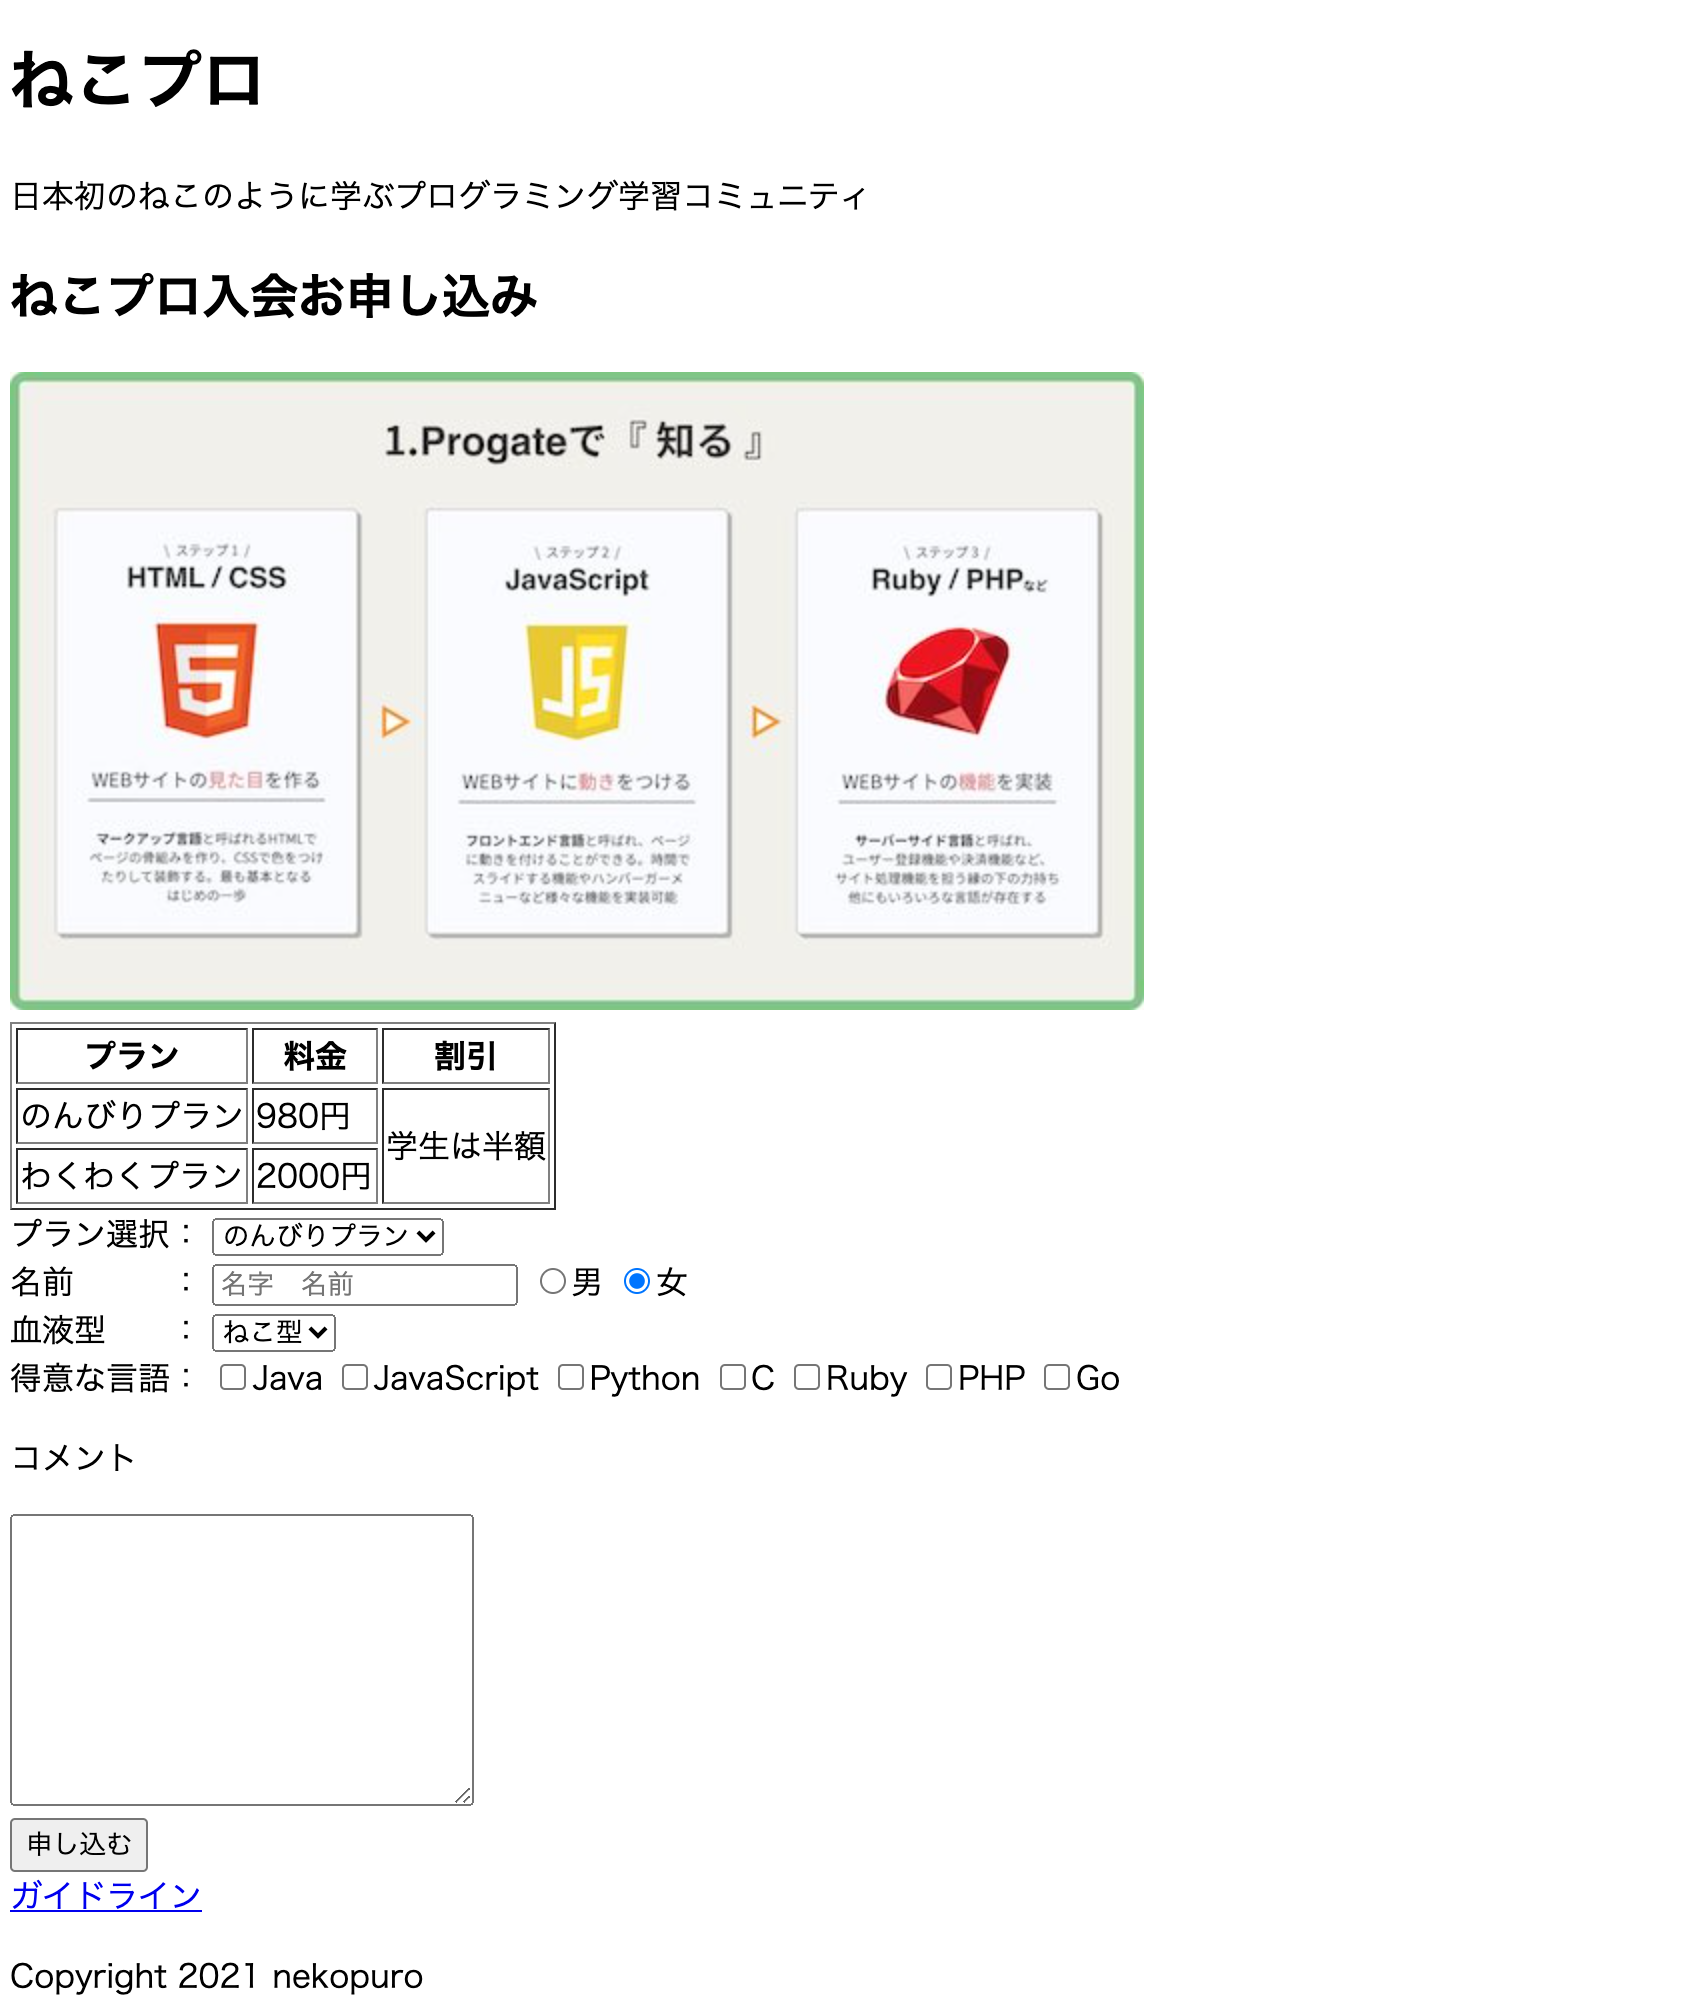 ねこプロ
日本初のねこのように学ぶプログラミング学習コミュニティ
ねこプロ入会お申し込み
1.Progateで『 知る 』
\ ステップ1 /
HTML / CSS
5
WEBサイトの見た目を作る
マークアップ言語と呼ばれるHTMLで
ページの骨組みを作り、CSSで色をつけ
たりして装飾する。最も基本となる
はじめの一歩
\ ステップ2 /
JavaScript
JS
WEBサイトに動きをつける
フロントエンド言語と呼ばれ、ページ
に動きを付けることができる。時間で
スライドする機能やハンバーガーメ
ニューなど様々な機能を実装可能
\ ステップ3 /
Ruby / PHPなど
WEBサイトの機能を実装
サーバーサイド言語と呼ばれ、
ユーザー登録機能や決済機能など、
サイト処理機能を担う縁の下の力持ち
他にもいろいろな言語が存在する
プラン 料金 割引
のんびりプラン 980円 学生は半額
わくわくプラン 2000円
プラン選択： のんびりプラン
名前　　　： 名字　名前 男 女
血液型　　： ねこ型
得意な言語： Java JavaScript Python C Ruby PHP Go
コメント
申し込む
ガイドライン
Copyright 2021 nekopuro